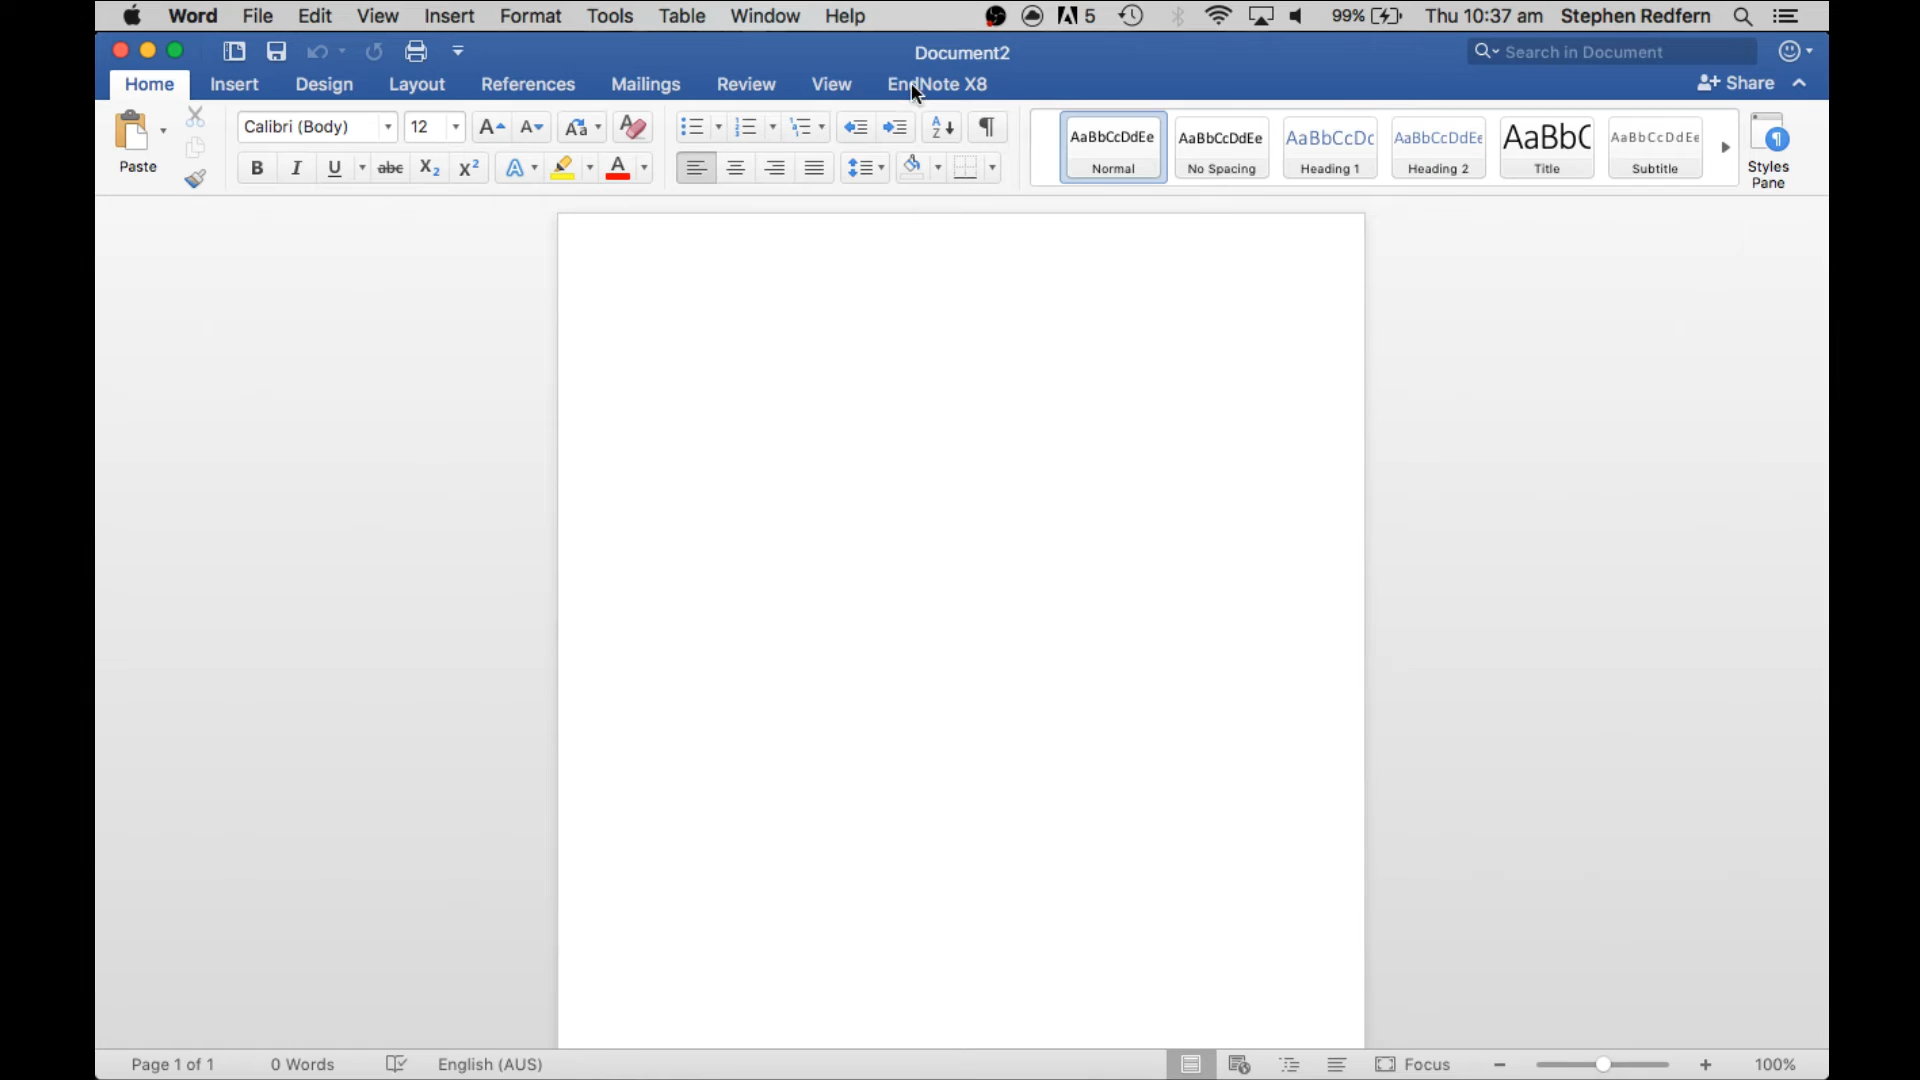 Word File Edit View Insert Format Tools Table Window Help 5 99% Thu 10:37 am Stephen Redfern
Document2
Search in Document
Home Insert Design Layout References Mailings Review View EndNote X8 Share
Paste
Calibri (Body) 12
B I U abc X2 X2 A
AaBbCcDdEe Normal
AaBbCcDdEe No Spacing
AaBbCcDc Heading 1
AaBbCcDdEe Heading 2
AaBbC Title
AaBbCcDdEe Subtitle
Styles
Pane
Page 1 of 1 0 Words English (AUS) Focus 100%